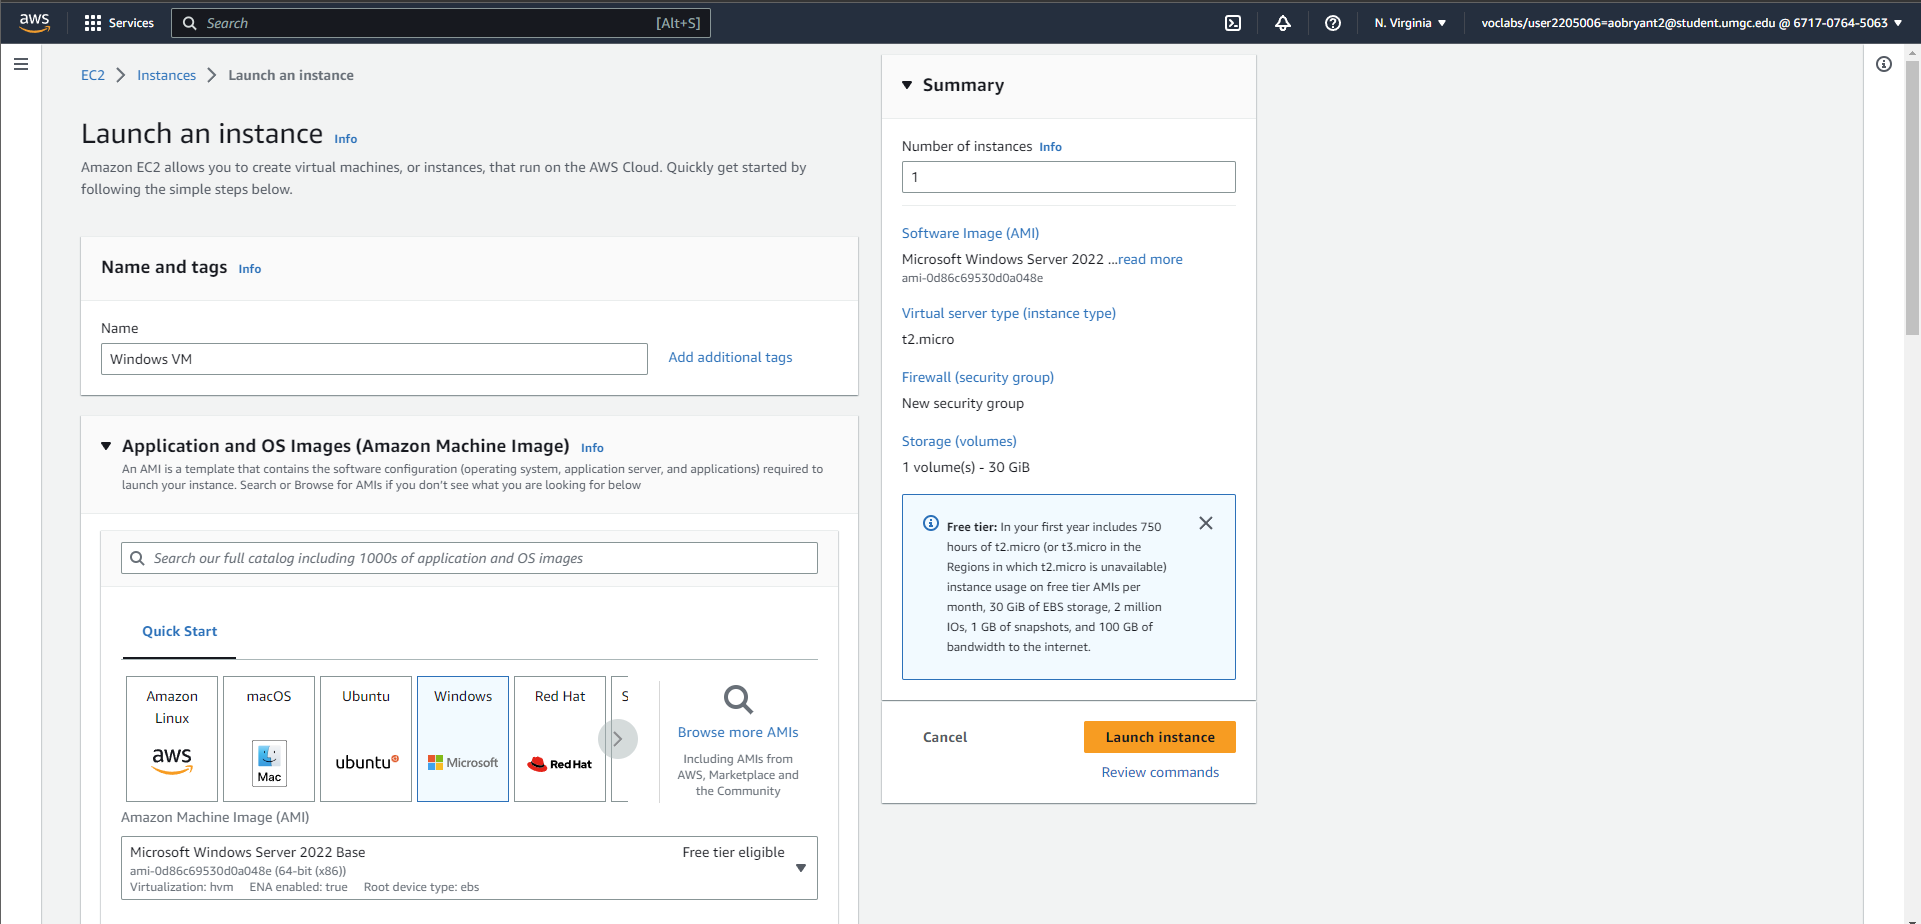 aws
Services
Search
[Alt+S]
N. Virginia
voclabs/user2205006=aobryant2@student.umgc.edu @ 6717-0764-5063
EC2
Instances
Launch an instance
Launch an instance Info
Amazon EC2 allows you to create virtual machines, or instances, that run on the AWS Cloud. Quickly get started by
following the simple steps below.
Name and tags Info
Name
Windows VM
Add additional tags
Application and OS Images (Amazon Machine Image) Info
An AMI is a template that contains the software configuration (operating system, application server, and applications) required to
launch your instance. Search or Browse for AMIs if you don't see what you are looking for below
Search our full catalog including 1000s of application and OS images
Quick Start
Amazon
Linux
aws
macOS
Mac
Ubuntu
ubuntu
Windows
Microsoft
Red Hat
Red Hat
S
Browse more AMIs
Including AMIs from
AWS, Marketplace and
the Community
Amazon Machine Image (AMI)
Microsoft Windows Server 2022 Base
Free tier eligible
ami-0d86c69530d0a048e (64-bit (x86))
Virtualization: hvm ENA enabled: true Root device type: ebs
Summary
Number of instances Info
1
Software Image (AMI)
Microsoft Windows Server 2022 ...read more
ami-0d86c69530d0a048e
Virtual server type (instance type)
t2.micro
Firewall (security group)
New security group
Storage (volumes)
1 volume(s) - 30 GiB
Free tier: In your first year includes 750
hours of t2.micro (or t3.micro in the
Regions in which t2.micro is unavailable)
instance usage on free tier AMIs per
month, 30 GiB of EBS storage, 2 million
IOs, 1 GB of snapshots, and 100 GB of
bandwidth to the internet.
Cancel
Launch instance
Review commands